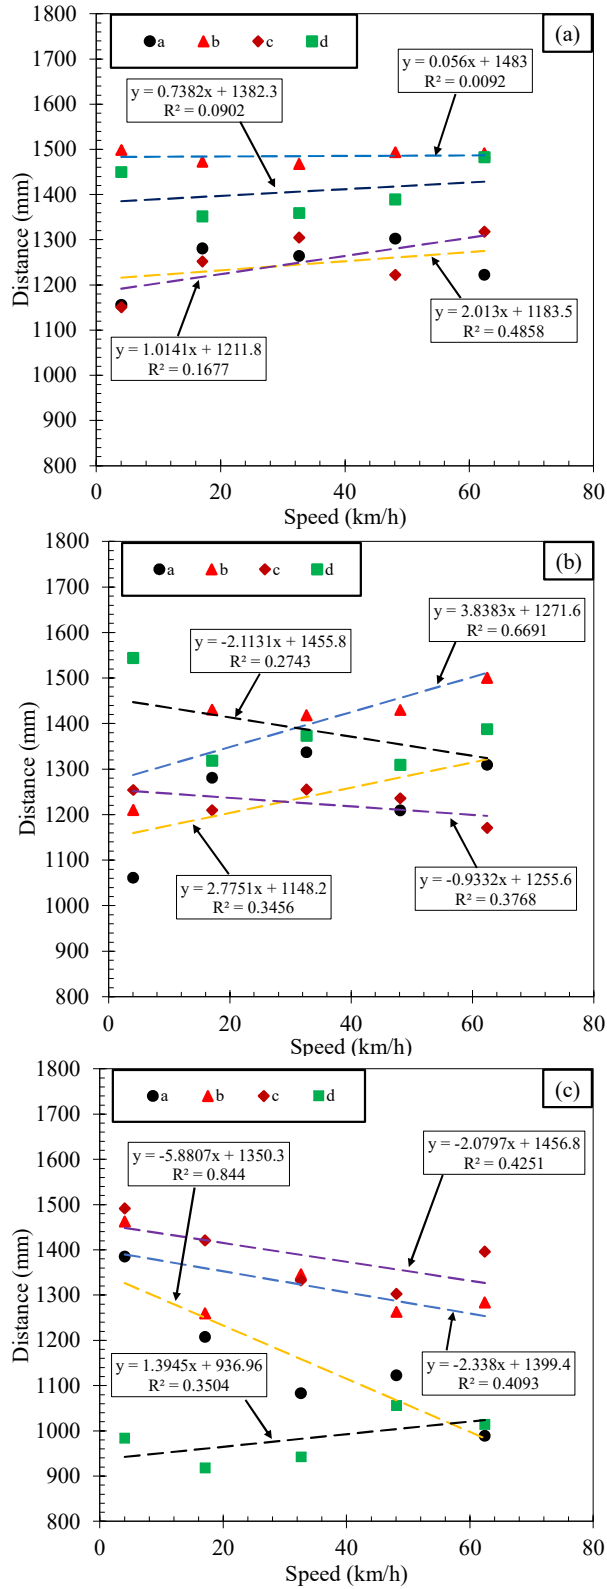 (a)
a b c d
y = 0.7382x + 1382.3
R² = 0.0902
y = 0.056x + 1483
R² = 0.0092
y = 1.0141x + 1211.8
R² = 0.1677
y = 2.013x + 1183.5
R² = 0.4858
Distance (mm)
1800
1700
1600
1500
1400
1300
1200
1100
1000
900
800
0 20 40 60 80
Speed (km/h)
(b)
a b c d
y = -2.1131x + 1455.8
R² = 0.2743
y = 3.8383x + 1271.6
R² = 0.6691
y = 2.7751x + 1148.2
R² = 0.3456
y = -0.9332x + 1255.6
R² = 0.3768
Distance (mm)
1800
1700
1600
1500
1400
1300
1200
1100
1000
900
800
0 20 40 60 80
Speed (km/h)
(c)
a b c d
y = -5.8807x + 1350.3
R² = 0.844
y = -2.0797x + 1456.8
R² = 0.4251
y = 1.3945x + 936.96
R² = 0.3504
y = -2.338x + 1399.4
R² = 0.4093
Distance (mm)
1800
1700
1600
1500
1400
1300
1200
1100
1000
900
800
0 20 40 60 80
Speed (km/h)